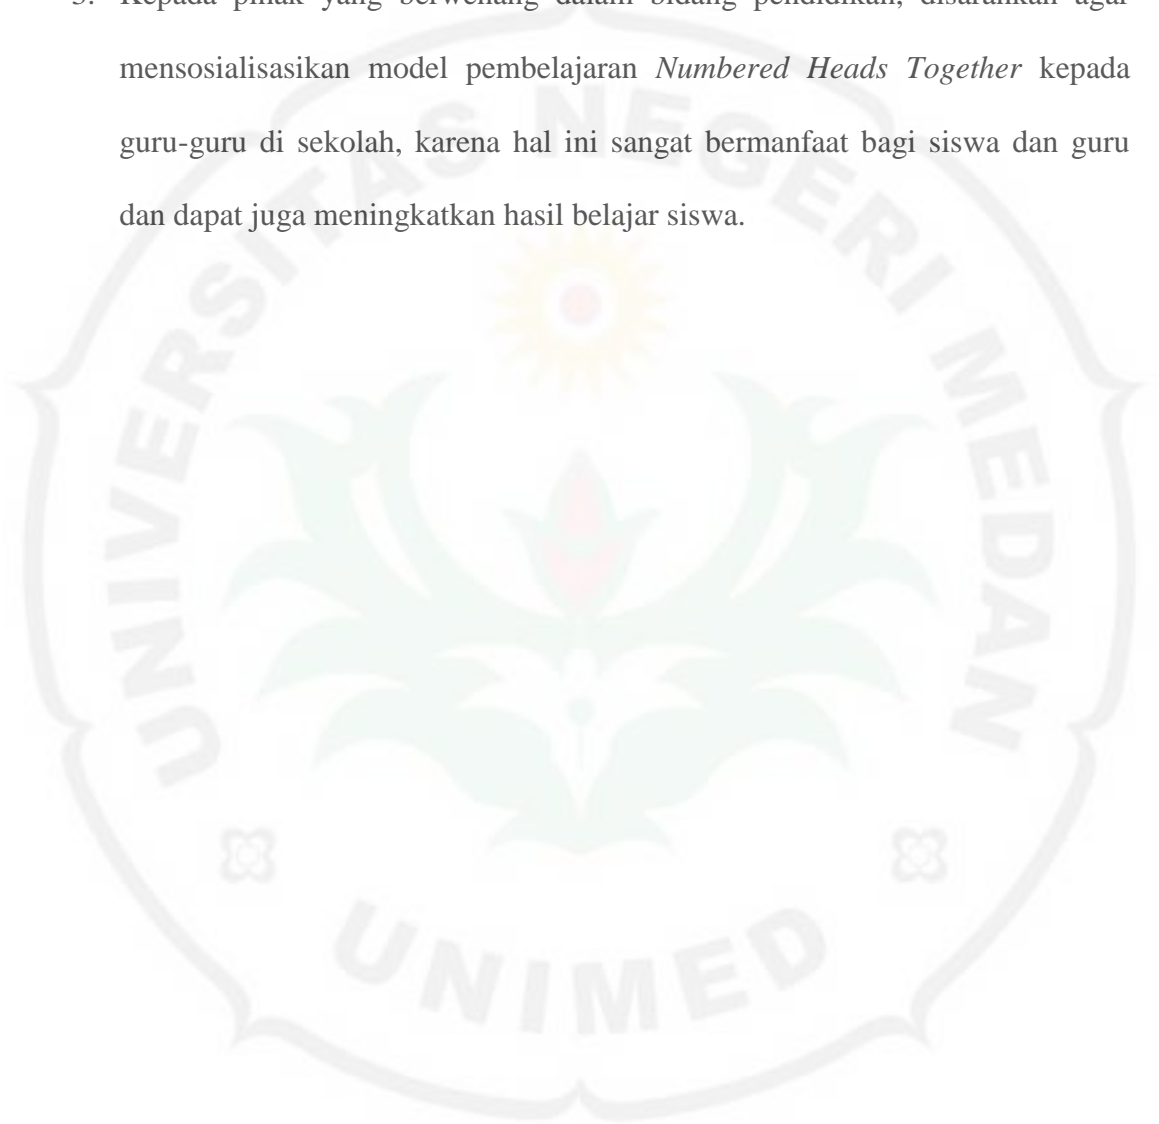 3. Kepada pihak yang berwenang dalam bidang pendidikan, disarankan agar
mensosialisasikan model pembelajaran Numbered Heads Together kepada
guru-guru di sekolah, karena hal ini sangat bermanfaat bagi siswa dan guru
dan dapat juga meningkatkan hasil belajar siswa.
UNIVERSITAS NEGERI MEDAN
UNIMED